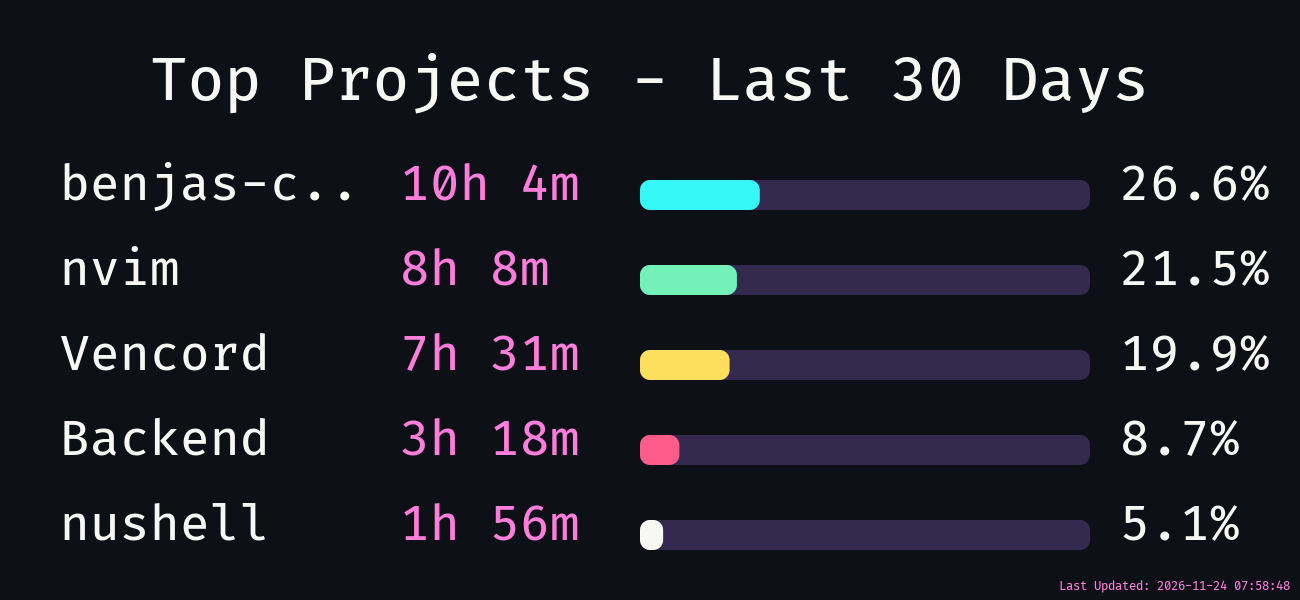 Top Projects - Last 30 Days
benjas-c.. 10h 4m 26.6%
nvim 8h 8m 21.5%
Vencord 7h 31m 19.9%
Backend 3h 18m 8.7%
nushell 1h 56m 5.1%
Last Updated: 2026-11-24 07:58:48